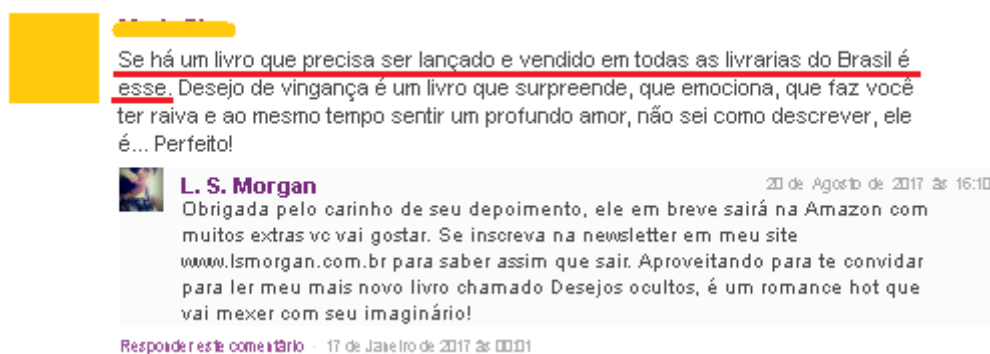 Se há um livro que precisa ser lançado e vendido em todas as livrarias do Brasil é
esse. Desejo de vingança é um livro que surpreende, que emociona, que faz você
ter raiva e ao mesmo tempo sentir um profundo amor, não sei como descrever, ele
é... Perfeito!
L. S. Morgan
20 de Agosto de 2017 às 16:10
Obrigada pelo carinho de seu depoimento, ele em breve sairá na Amazon com
muitos extras vc vai gostar. Se inscreva na newsletter em meu site
www.lsmorgan.com.br para saber assim que sair. Aproveitando para te convidar
para ler meu mais novo livro chamado Desejos ocultos, é um romance hot que
vai mexer com seu imaginário!
Responder este comentário · 17 de Janeiro de 2017 às 00:01